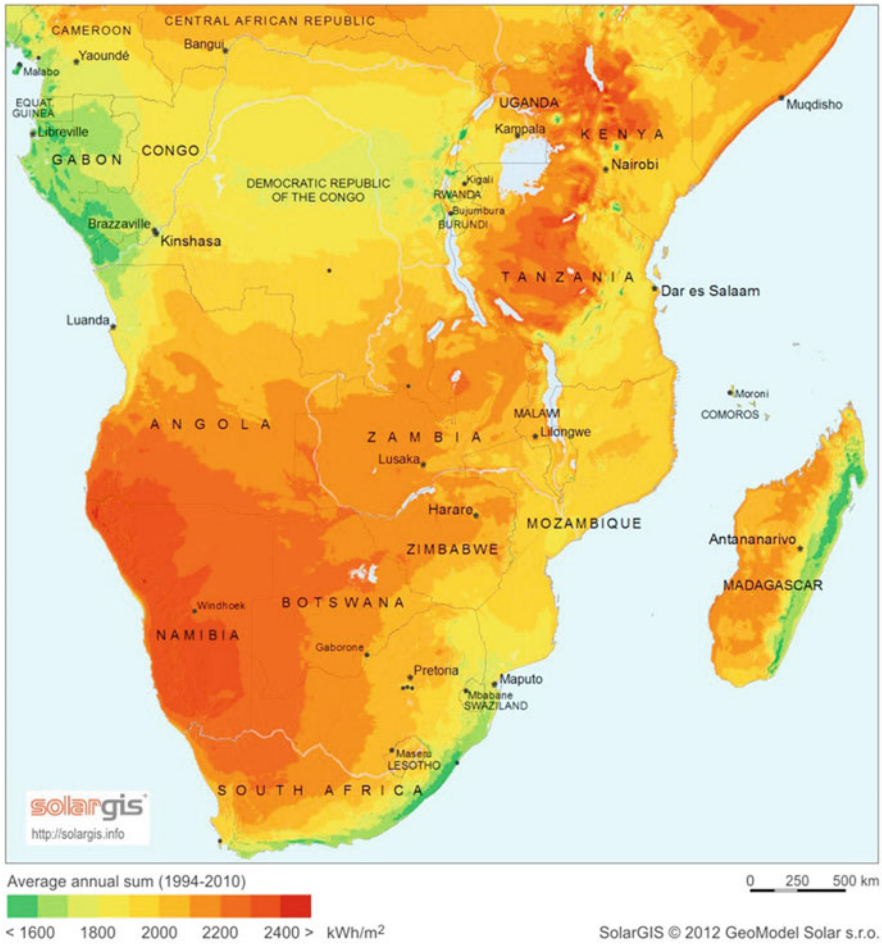 CENTRAL AFRICAN REPUBLIC
CAMEROON
Bangui
Yaoundé
Malabo
UGANDA
Muqdisho
EQUAT.
GUINEA
Libreville
Kampala
KENYA
CONGO
GABON
Nairobi
DEMOCRATIC REPUBLIC
OF THE CONGO
Kigali
RWANDA
Bujumbura
BURUNDI
Brazzaville
Kinshasa
TANZANIA
Dar es Salaam
Luanda
Moroni
COMOROS
MALAWI
ANGOLA
ZAMBIA
Lilongwe
Lusaka
Harare
MOZAMBIQUE
Antananarivo
ZIMBABWE
MADAGASCAR
BOTSWANA
Windhoek
NAMIBIA
Gaborone
Pretoria
Maputo
Mbabane
SWAZILAND
Maseru
LESOTHO
SOUTH AFRICA
solargis
http://solargis.info
Average annual sum (1994-2010)
0 250 500 km
< 1600 1800 2000 2200 2400 > kWh/m²
SolarGIS © 2012 GeoModel Solar s.r.o.